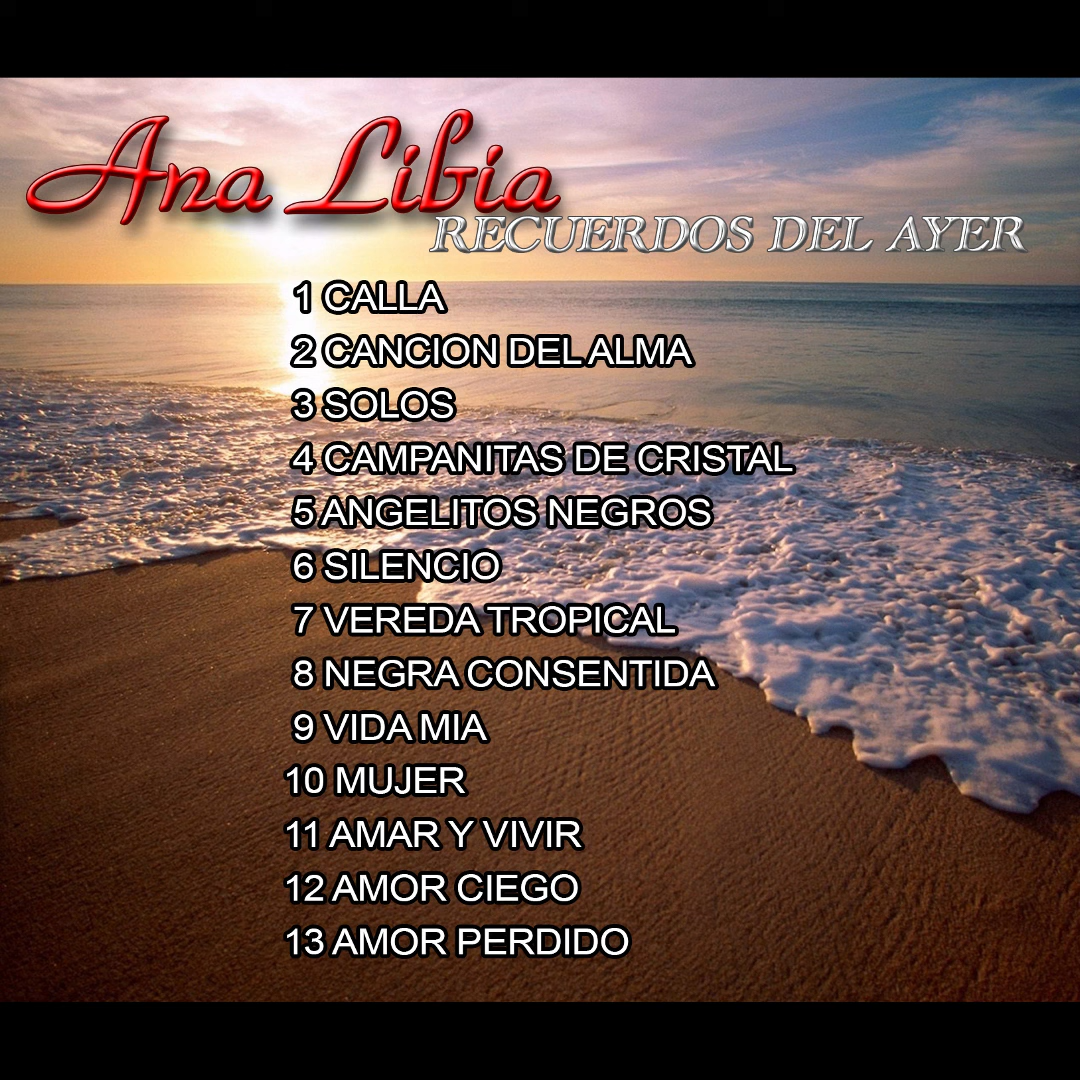 Ana Libia
RECUERDOS DEL AYER
1 CALLA
2 CANCION DEL ALMA
3 SOLOS
4 CAMPANITAS DE CRISTAL
5 ANGELITOS NEGROS
6 SILENCIO
7 VEREDA TROPICAL
8 NEGRA CONSENTIDA
9 VIDA MIA
10 MUJER
11 AMAR Y VIVIR
12 AMOR CIEGO
13 AMOR PERDIDO